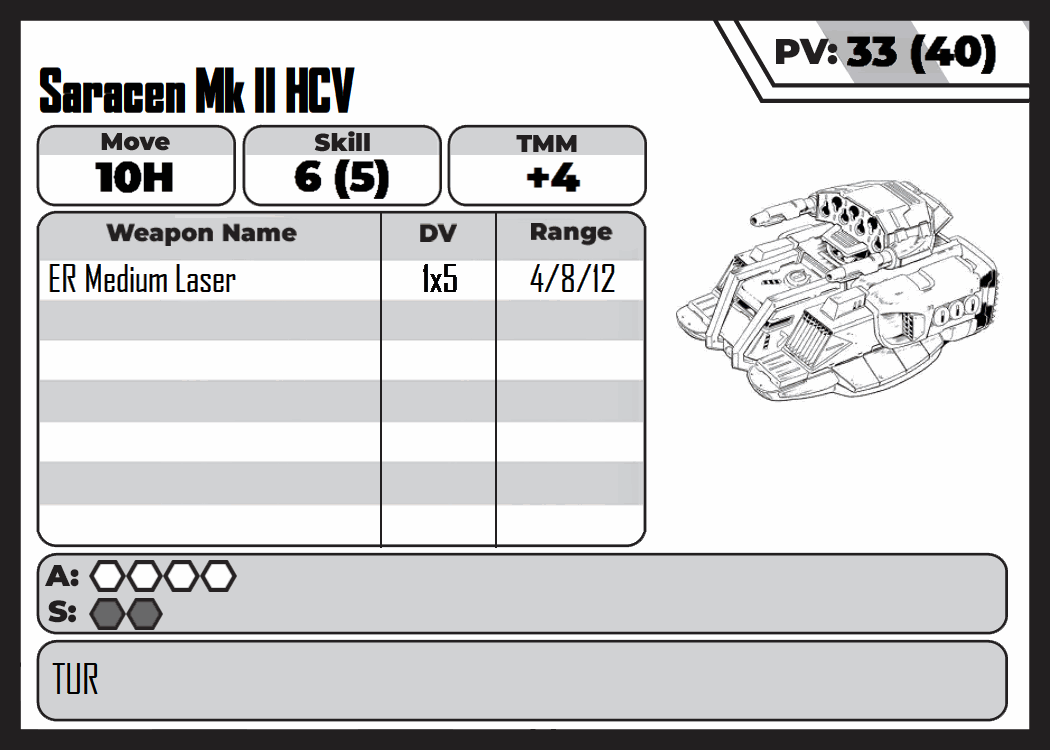 PV: 33 (40)
Saracen Mk II HCV
Move Skill TMM
10H 6 (5) +4
Weapon Name DV Range
ER Medium Laser 1x5 4/8/12
A:
S:
TUR